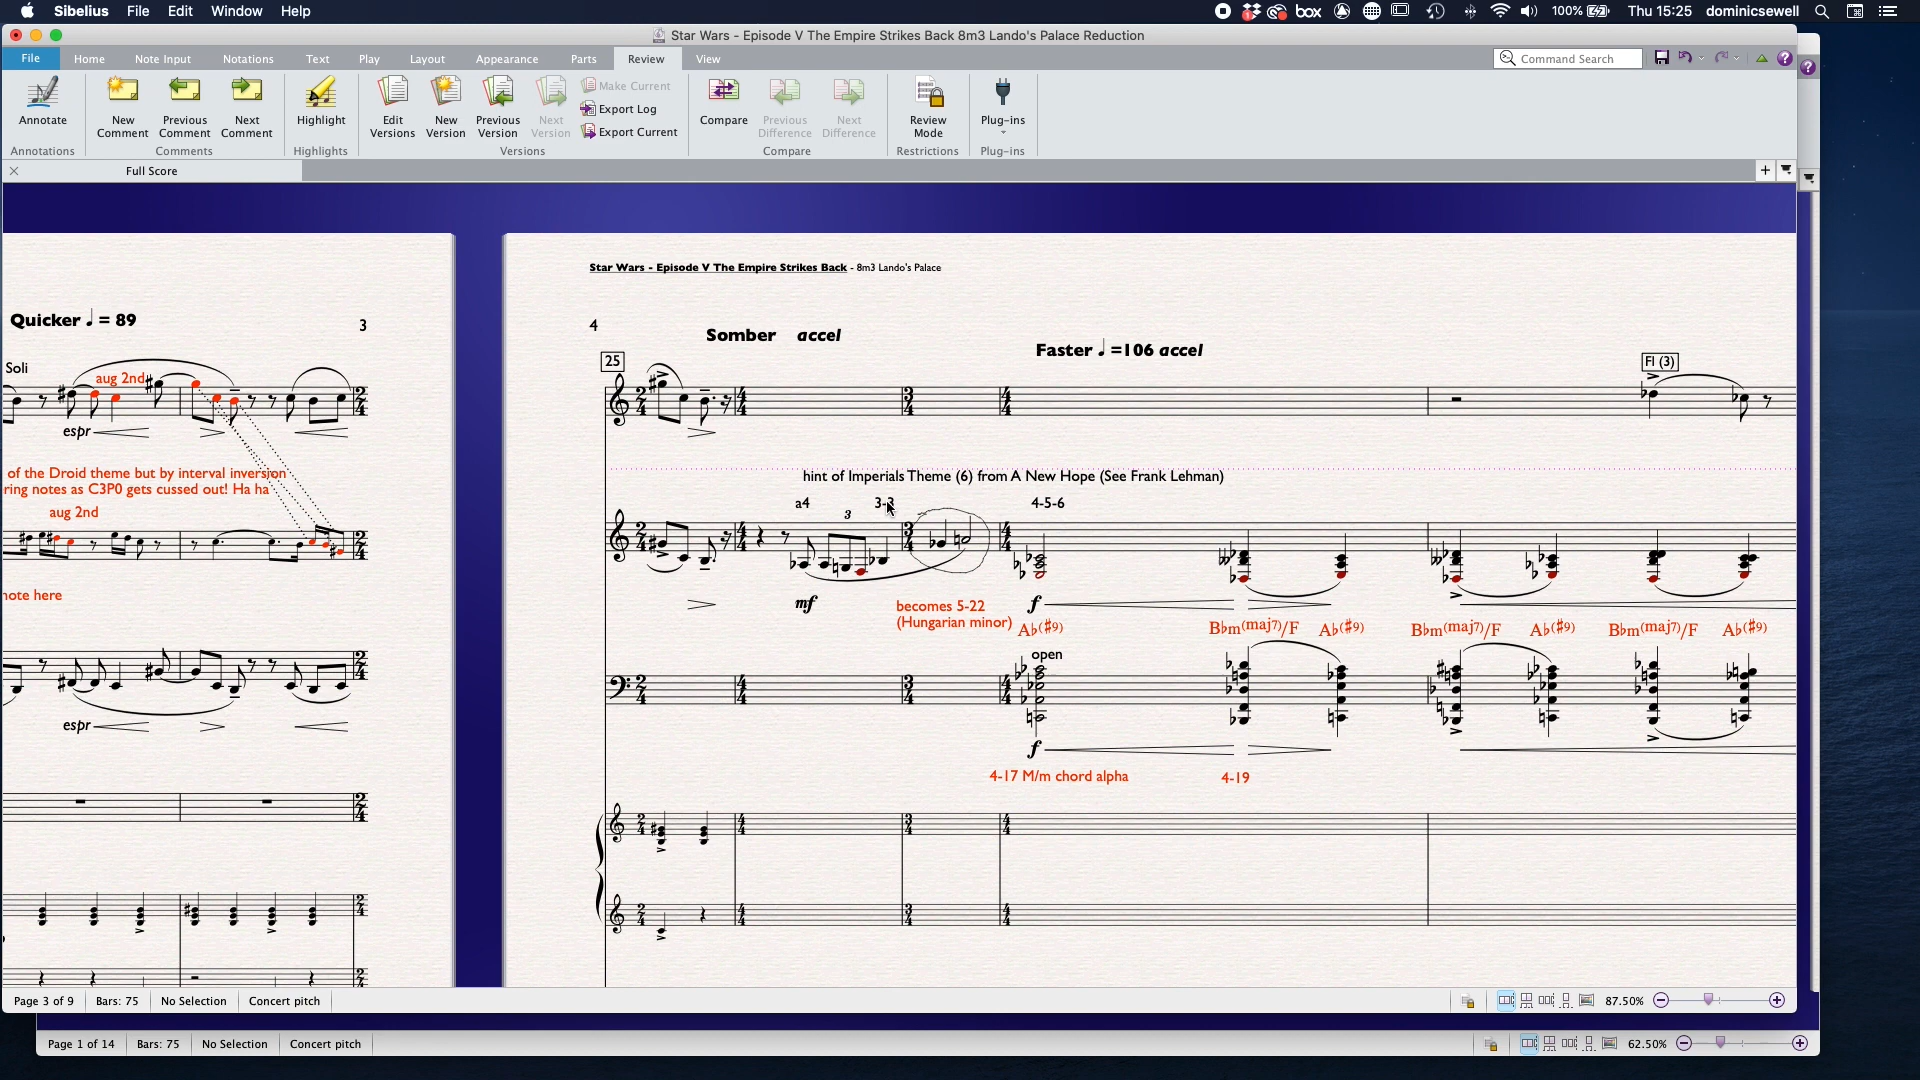 Sibelius File Edit Window Help
box 100% Thu 15:25 dominicsewell
Star Wars - Episode V The Empire Strikes Back 8m3 Lando's Palace Reduction
File Home Note Input Notations Text Play Layout Appearance Parts Review View Command Search
Annotate New Comment Previous Comment Next Comment Highlight Edit Versions New Version Previous Version Next Version Make Current Export Log Export Current Compare Previous Difference Next Difference Review Mode Plug-ins
Annotations Comments Highlights Versions Compare Restrictions Plug-ins
Full Score
Star Wars - Episode V The Empire Strikes Back - 8m3 Lando's Palace
Quicker ♩ = 89
3
Soli
aug 2nd
espr
of the Droid theme but by interval inversion
ring notes as C3P0 gets cussed out! Ha ha
aug 2nd
note here
espr
4
Somber accel
Faster ♩ =106 accel
25
Fl (3)
hint of Imperials Theme (6) from A New Hope (See Frank Lehman)
a4 3 3-3 4-5-6
mf
f
becomes 5-22
(Hungarian minor)
A♭(♯9) B♭m(maj7)/F A♭(♯9) B♭m(maj7)/F A♭(♯9) B♭m(maj7)/F A♭(♯9)
open
f
4-17 M/m chord alpha 4-19
Page 3 of 9 Bars: 75 No Selection Concert pitch 87.50%
Page 1 of 14 Bars: 75 No Selection Concert pitch 62.50%